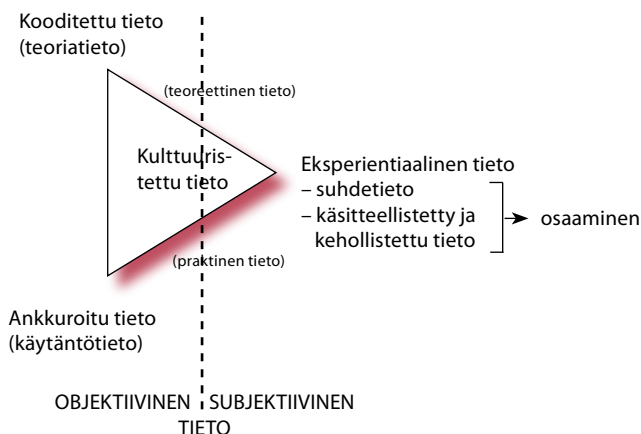 Kooditettu tieto
(teoriatieto)
(teoreettinen tieto)
Kulttuuris-
tettu tieto
Eksperientiaalinen tieto
– suhdetieto
– käsitteellistetty ja
kehollistettu tieto
osaaminen
(praktinen tieto)
Ankkuroitu tieto
(käytäntötieto)
OBJEKTIIVINEN SUBJEKTIIVINEN
TIETO